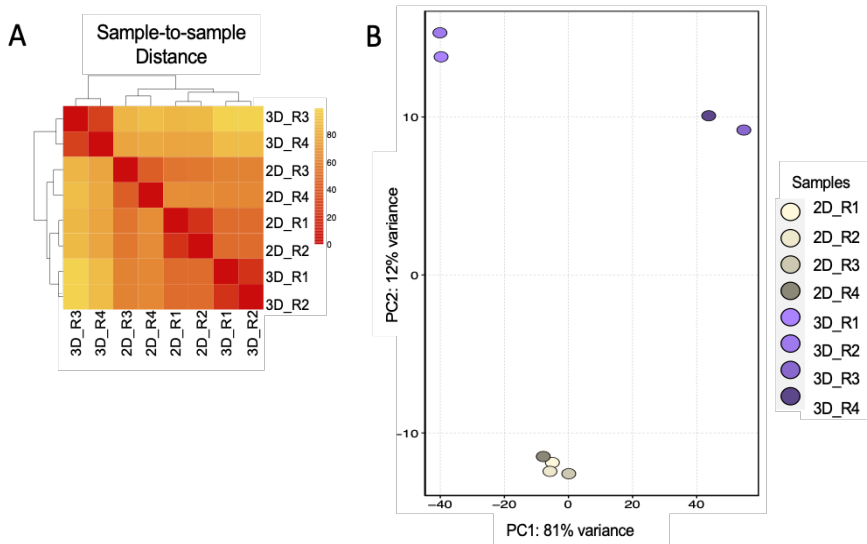 A
Sample-to-sample
Distance
3D_R3
3D_R4
2D_R3
2D_R4
2D_R1
2D_R2
3D_R1
3D_R2
80
60
40
20
0
3D_R3
3D_R4
2D_R3
2D_R4
2D_R1
2D_R2
3D_R1
3D_R2
B
10
0
-10
PC2: 12% variance
-40
-20
0
20
40
PC1: 81% variance
Samples
2D_R1
2D_R2
2D_R3
2D_R4
3D_R1
3D_R2
3D_R3
3D_R4